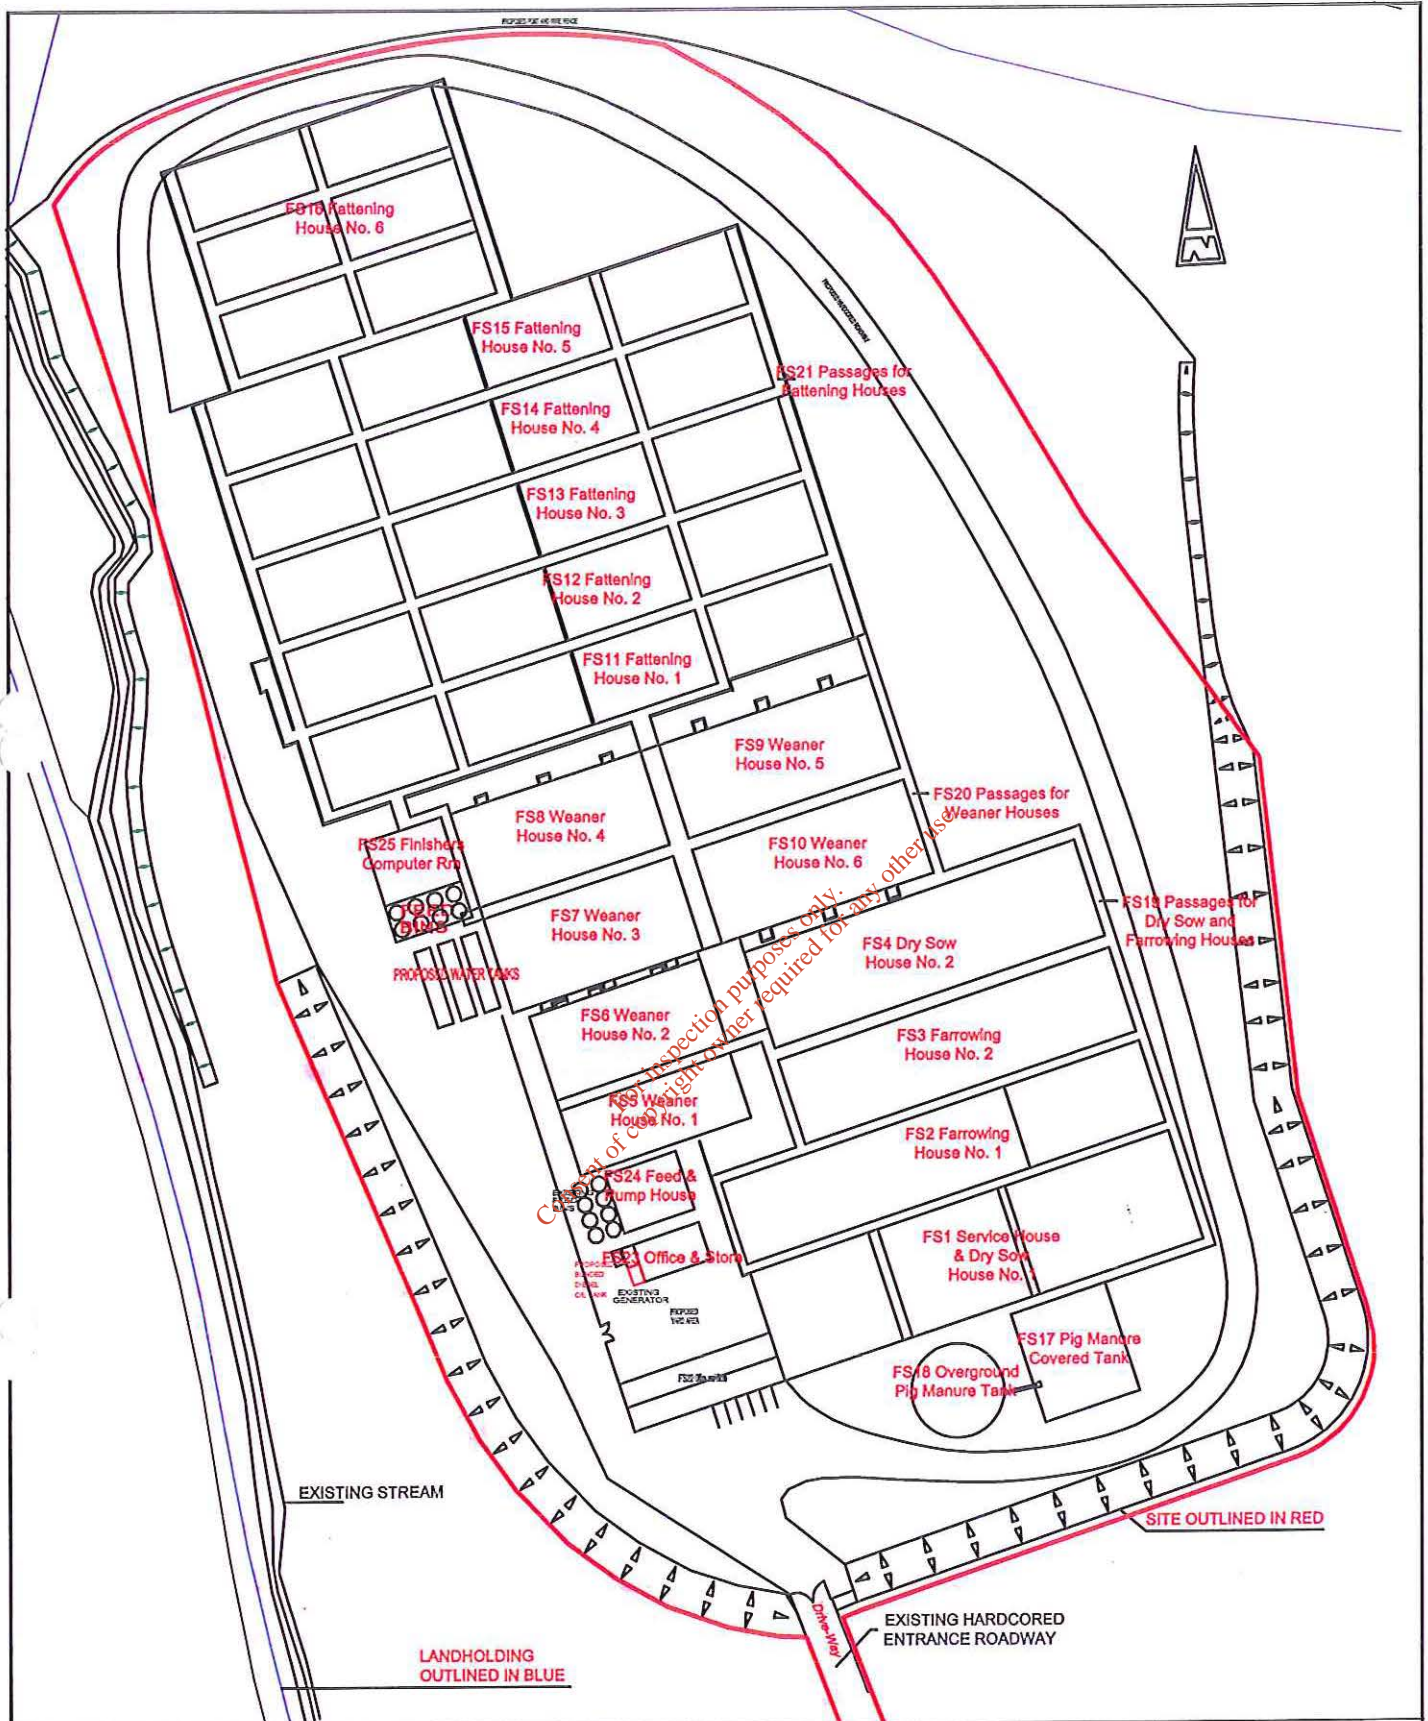 PROPOSED POST AND WIRE FENCE
FS16 Fattening
House No. 6
FS15 Fattening
House No. 5
FS21 Passages for
Fattening Houses
FS14 Fattening
House No. 4
FS13 Fattening
House No. 3
FS12 Fattening
House No. 2
FS11 Fattening
House No. 1
FS9 Weaner
House No. 5
FS20 Passages for
Weaner Houses
FS8 Weaner
House No. 4
FS10 Weaner
House No. 6
FS25 Finishers
Computer Rm
FEED
BINS
FS7 Weaner
House No. 3
FS19 Passages for
Dry Sow and
Farrowing Houses
FS4 Dry Sow
House No. 2
PROPOSED WATER TANKS
FS6 Weaner
House No. 2
FS3 Farrowing
House No. 2
FS5 Weaner
House No. 1
FS2 Farrowing
House No. 1
FS24 Feed &
Pump House
FS1 Service House
& Dry Sow
House No. 1
FS23 Office & Store
EXISTING
GENERATOR
FS17 Pig Manure
Covered Tank
FS18 Overground
Pig Manure Tank
For inspection purposes only.
Consent of copyright owner required for any other use.
N
EXISTING STREAM
SITE OUTLINED IN RED
Drive-Way
EXISTING HARDCORED
ENTRANCE ROADWAY
LANDHOLDING
OUTLINED IN BLUE